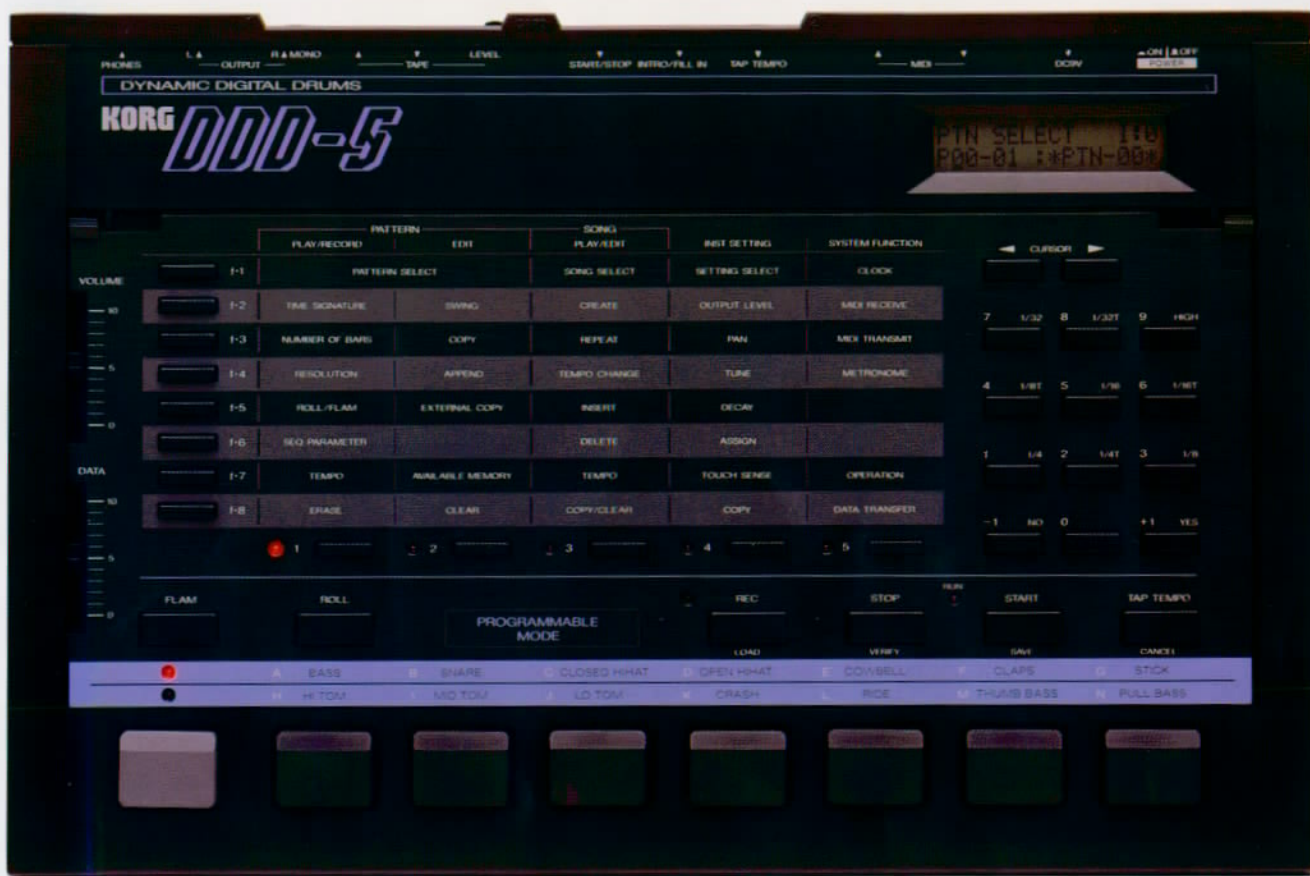 PHONES L R MONO OUTPUT TAPE LEVEL START/STOP INTRO/FILL IN TAP TEMPO MIDI DC9V ON OFF POWER
DYNAMIC DIGITAL DRUMS
KORG DDD-5
PTN SELECT I:0
P00-01 :*PTN-00*
PATTERN SONG
PLAY/RECORD EDIT PLAY/EDIT INST SETTING SYSTEM FUNCTION
CURSOR
VOLUME
10
5
0
f-1 PATTERN SELECT SONG SELECT SETTING SELECT CLOCK
f-2 TIME SIGNATURE SWING CREATE OUTPUT LEVEL MIDI RECEIVE
f-3 NUMBER OF BARS COPY REPEAT PAN MIDI TRANSMIT
f-4 RESOLUTION APPEND TEMPO CHANGE TUNE METRONOME
f-5 ROLL/FLAM EXTERNAL COPY INSERT DECAY
f-6 SEQ PARAMETER DELETE ASSIGN
f-7 TEMPO AVAILABLE MEMORY TEMPO TOUCH SENSE OPERATION
f-8 ERASE CLEAR COPY/CLEAR COPY DATA TRANSFER
7 1/32 8 1/32T 9 HIGH
4 1/8T 5 1/16 6 1/16T
1 1/4 2 1/4T 3 1/8
-1 NO 0 +1 YES
DATA
10
5
0
1 2 3 4 5
FLAM ROLL REC STOP RUN START TAP TEMPO
PROGRAMMABLE
MODE
LOAD VERIFY SAVE CANCEL
A BASS B SNARE C CLOSED HIHAT D OPEN HIHAT E COWBELL F CLAPS G STICK
H HI TOM I MID TOM J LO TOM K CRASH L RIDE M THUMB BASS N PULL BASS